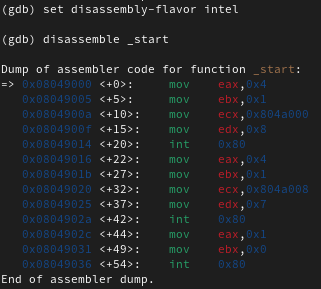 (gdb) set disassembly-flavor intel
(gdb) disassemble _start
Dump of assembler code for function _start:
=> 0x08049000 <+0>: mov eax,0x4
0x08049005 <+5>: mov ebx,0x1
0x0804900a <+10>: mov ecx,0x804a000
0x0804900f <+15>: mov edx,0x8
0x08049014 <+20>: int 0x80
0x08049016 <+22>: mov eax,0x4
0x0804901b <+27>: mov ebx,0x1
0x08049020 <+32>: mov ecx,0x804a008
0x08049025 <+37>: mov edx,0x7
0x0804902a <+42>: int 0x80
0x0804902c <+44>: mov eax,0x1
0x08049031 <+49>: mov ebx,0x0
0x08049036 <+54>: int 0x80
End of assembler dump.